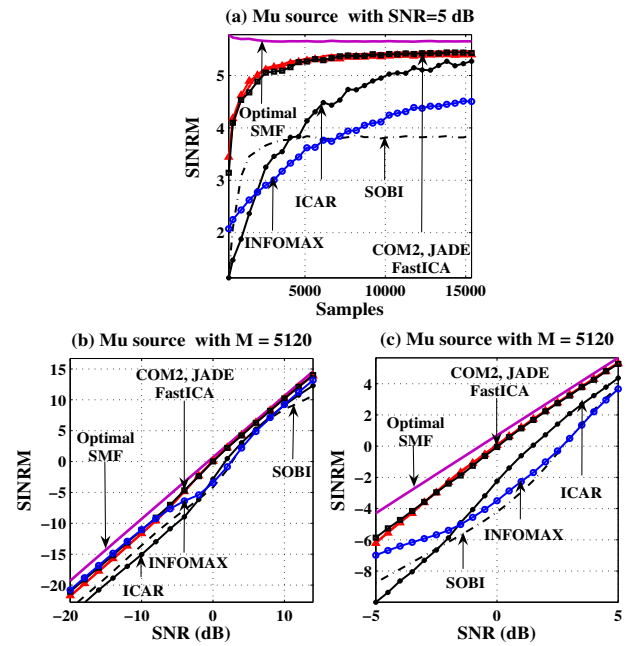 (a) Mu source with SNR=5 dB
5
4
3
2
SINRM
Optimal
SMF
ICAR
SOBI
INFOMAX
COM2, JADE
FastICA
5000 10000 15000
Samples
(b) Mu source with M = 5120
15
10
5
0
−5
−10
−15
−20
SINRM
COM2, JADE
FastICA
Optimal
SMF
SOBI
INFOMAX
ICAR
−20 −10 0 10
SNR (dB)
(c) Mu source with M = 5120
4
2
0
−2
−4
−6
−8
SINRM
COM2, JADE
FastICA
Optimal
SMF
ICAR
INFOMAX
SOBI
−5 0 5
SNR (dB)